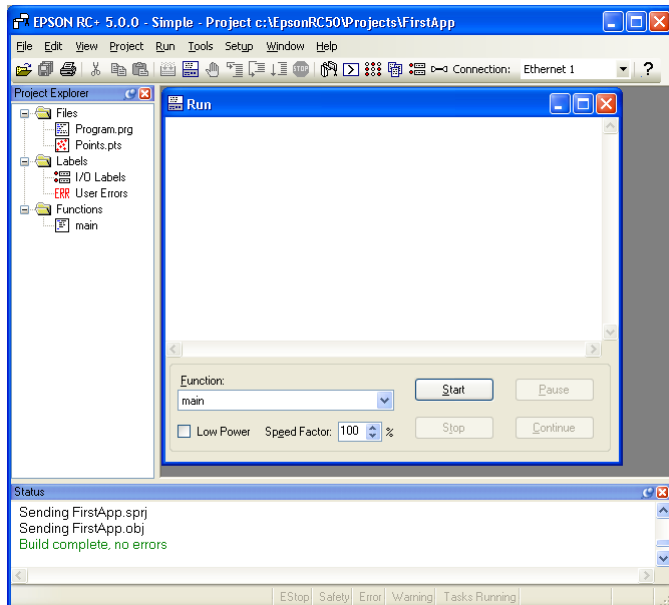 EPSON RC+ 5.0.0 - Simple - Project c:\EpsonRC50\Projects\FirstApp
File Edit View Project Run Tools Setup Window Help
STOP Connection: Ethernet 1 ?
Project Explorer
Files
Program.prg
Points.pts
Labels
I/O Labels
ERR User Errors
Functions
main
Run
Function:
main
Start Pause
Low Power Speed Factor: 100 %
Stop Continue
Status
Sending FirstApp.sprj
Sending FirstApp.obj
Build complete, no errors
EStop Safety Error Warning Tasks Running